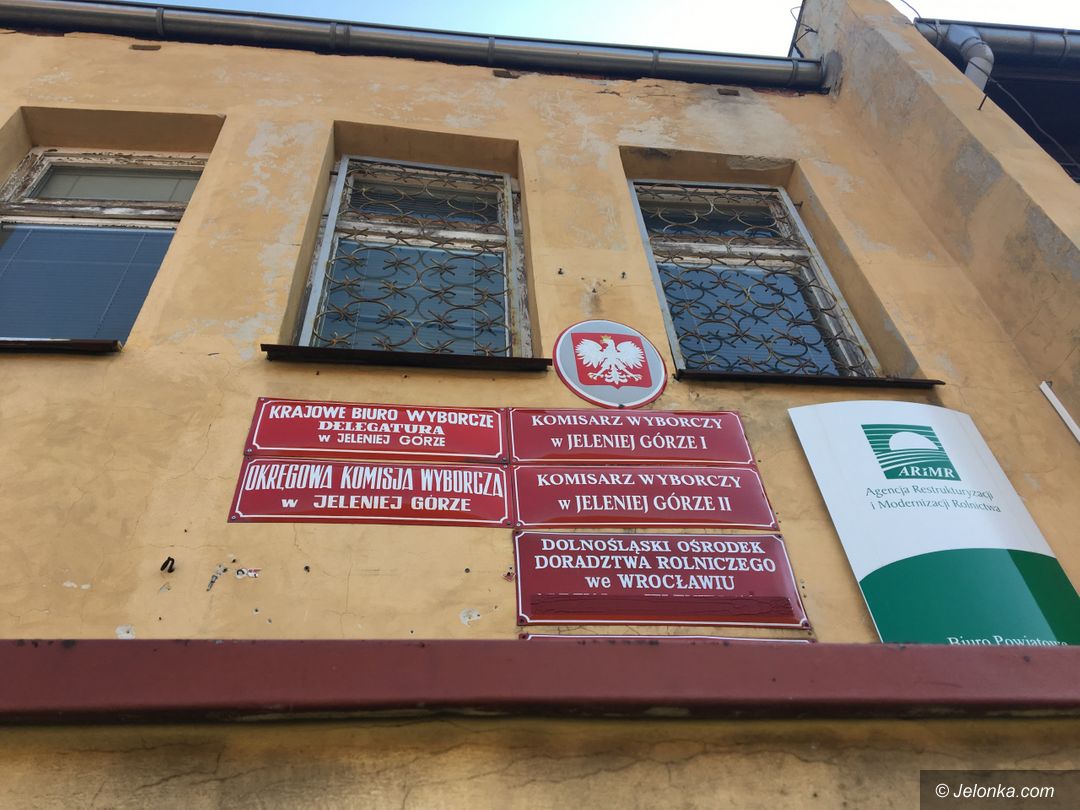 KRAJOWE BIURO WYBORCZE
DELEGATURA
W JELENIEJ GÓRZE
OKRĘGOWA KOMISJA WYBORCZA
W JELENIEJ GÓRZE
KOMISARZ WYBORCZY
w JELENIEJ GÓRZE I
KOMISARZ WYBORCZY
w JELENIEJ GÓRZE II
DOLNOŚLĄSKI OŚRODEK
DORADZTWA ROLNICZEGO
we WROCŁAWIU
ARiMR
Agencja Restrukturyzacji
i Modernizacji Rolnictwa
Biuro Powiatowe
© Jelonka.com